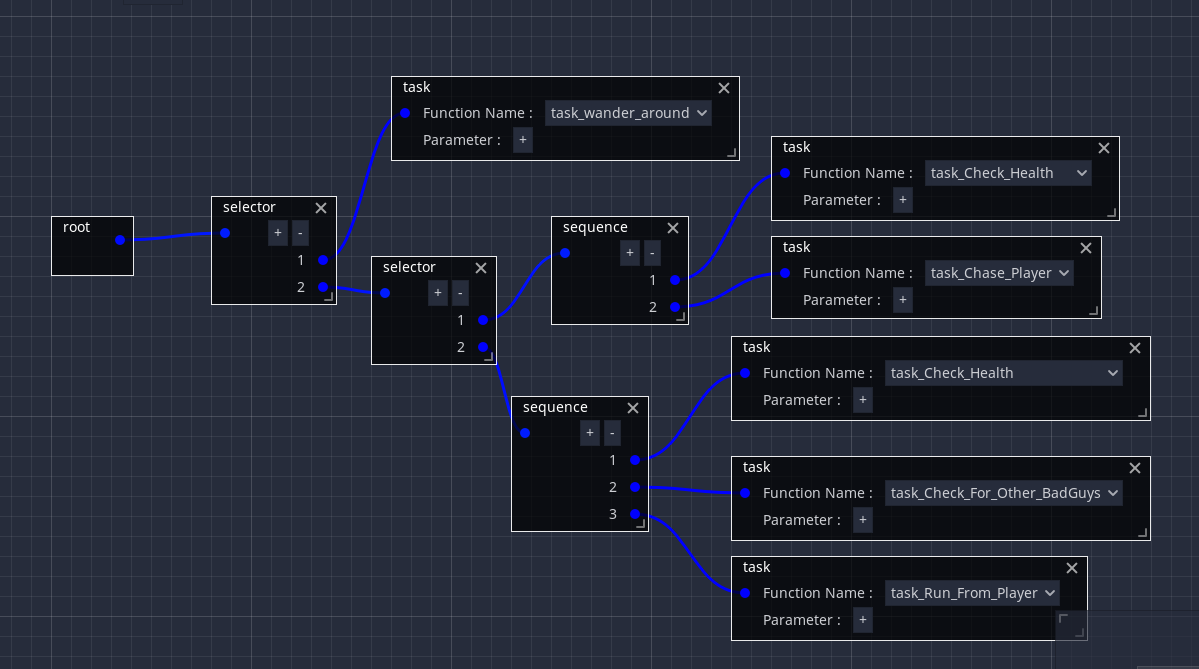 task
Function Name : task_wander_around
Parameter : +
root
selector
+ -
1
2
selector
+ -
1
2
sequence
+ -
1
2
task
Function Name : task_Check_Health
Parameter : +
task
Function Name : task_Chase_Player
Parameter : +
sequence
+ -
1
2
3
task
Function Name : task_Check_Health
Parameter : +
task
Function Name : task_Check_For_Other_BadGuys
Parameter : +
task
Function Name : task_Run_From_Player
Parameter : +